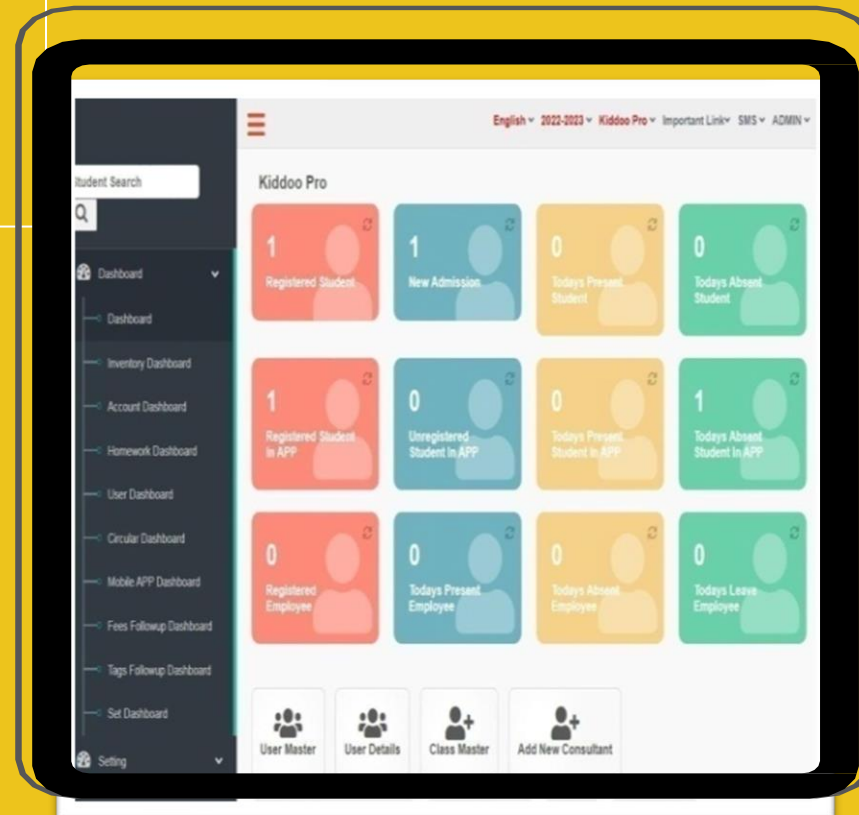 English 2022-2023 Kiddoo Pro Important Link SMS ADMIN
tudent Search
Kiddoo Pro
1
Registered Student
1
New Admission
0
Todays Present
Student
0
Todays Absent
Student
1
Registered Student
In APP
0
Unregistered
Student In APP
0
Todays Present
Student In APP
1
Todays Absent
Student In APP
0
Registered
Employee
0
Todays Present
Employee
0
Todays Absent
Employee
0
Todays Leave
Employee
Dashboard
Dashboard
Inventory Dashboard
Account Dashboard
Homework Dashboard
User Dashboard
Circular Dashboard
Mobile APP Dashboard
Fees Followup Dashboard
Tags Followup Dashboard
Set Dashboard
Setting
User Master
User Details
Class Master
Add New Consultant